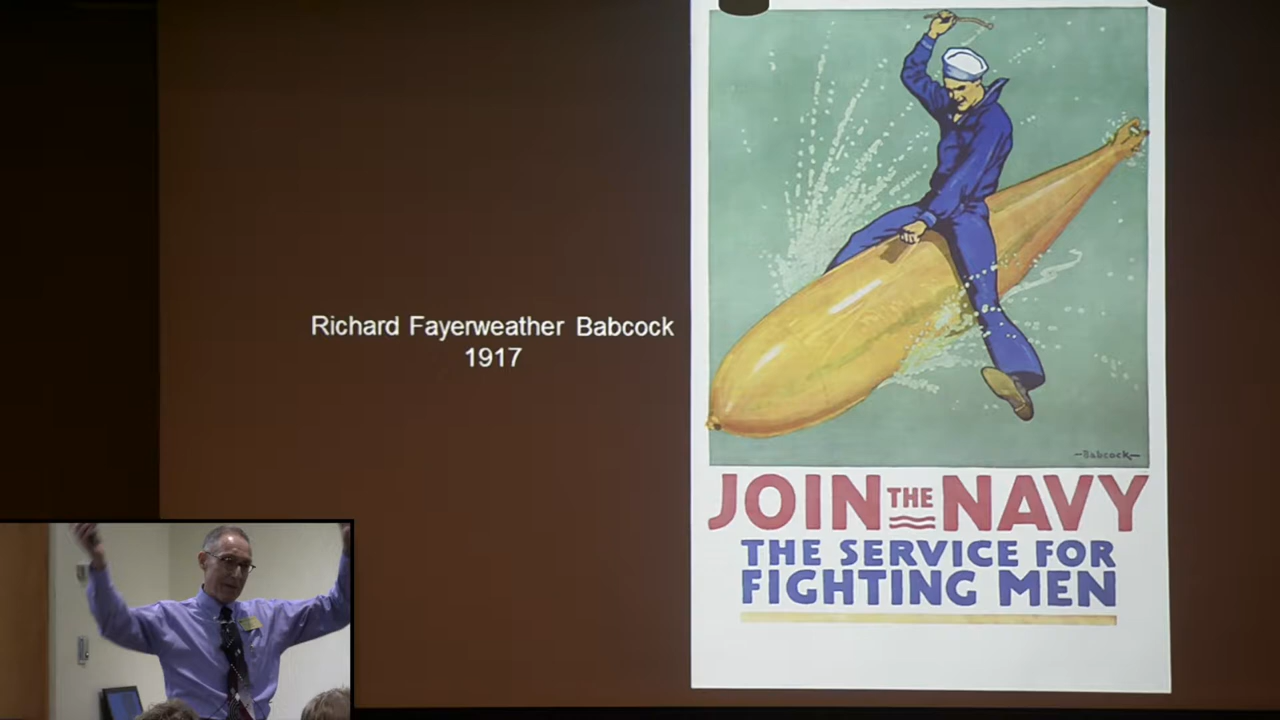 Richard Fayerweather Babcock
1917
-Babcock-
JOIN THE NAVY
THE SERVICE FOR
FIGHTING MEN